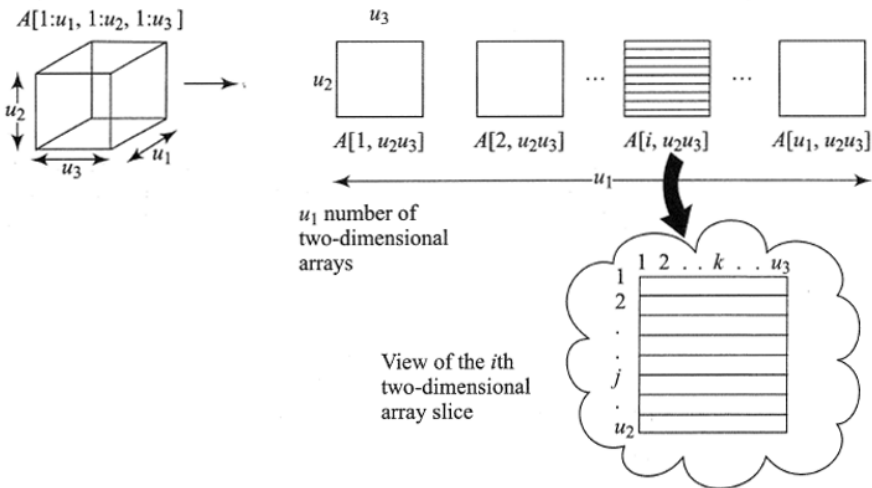 A[1:u₁, 1:u₂, 1:u₃]
u₂
u₃
u₁
u₃
u₂
... ...
A[1, u₂u₃] A[2, u₂u₃] A[i, u₂u₃] A[u₁, u₂u₃]
u₁
u₁ number of
two-dimensional
arrays
1 2 . . k . . u₃
1
2
.
.
j
.
u₂
View of the ith
two-dimensional
array slice